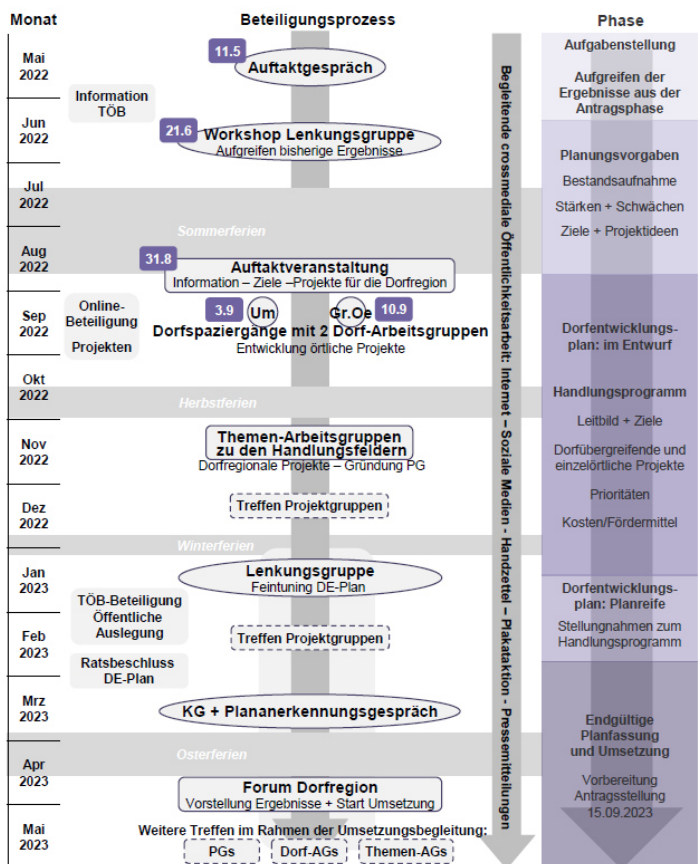 Monat
Beteiligungsprozess
Phase
Mai
2022
11.5
Auftaktgespräch
Information
TÖB
Jun
2022
21.6
Workshop Lenkungsgruppe
Aufgreifen bisherige Ergebnisse
Jul
2022
Sommerferien
Aug
2022
31.8
Auftaktveranstaltung
Information – Ziele –Projekte für die Dorfregion
Sep
2022
Online-
Beteiligung
Projekten
3.9
Um
Gr.Oe
10.9
Dorfspaziergänge mit 2 Dorf-Arbeitsgruppen
Entwicklung örtliche Projekte
Okt
2022
Herbstferien
Nov
2022
Themen-Arbeitsgruppen
zu den Handlungsfeldern
Dorfregionale Projekte – Gründung PG
Dez
2022
Treffen Projektgruppen
Winterferien
Jan
2023
Lenkungsgruppe
Feintuning DE-Plan
TÖB-Beteiligung
Öffentliche
Auslegung
Feb
2023
Treffen Projektgruppen
Ratsbeschluss
DE-Plan
Mrz
2023
KG + Plananerkennungsgespräch
Osterferien
Apr
2023
Forum Dorfregion
Vorstellung Ergebnisse + Start Umsetzung
Mai
2023
Weitere Treffen im Rahmen der Umsetzungsbegleitung:
PGs
Dorf-AGs
Themen-AGs
Begleitende crossmediale Öffentlichkeitsarbeit: Internet – Soziale Medien - Handzettel – Plakataktion - Pressemitteilungen
Aufgabenstellung
Aufgreifen der
Ergebnisse aus der
Antragsphase
Planungsvorgaben
Bestandsaufnahme
Stärken + Schwächen
Ziele + Projektideen
Dorfentwicklungs-
plan: im Entwurf
Handlungsprogramm
Leitbild + Ziele
Dorfübergreifende und
einzelörtliche Projekte
Prioritäten
Kosten/Fördermittel
Dorfentwicklungs-
plan: Planreife
Stellungnahmen zum
Handlungsprogramm
Endgültige
Planfassung
und Umsetzung
Vorbereitung
Antragsstellung
15.09.2023